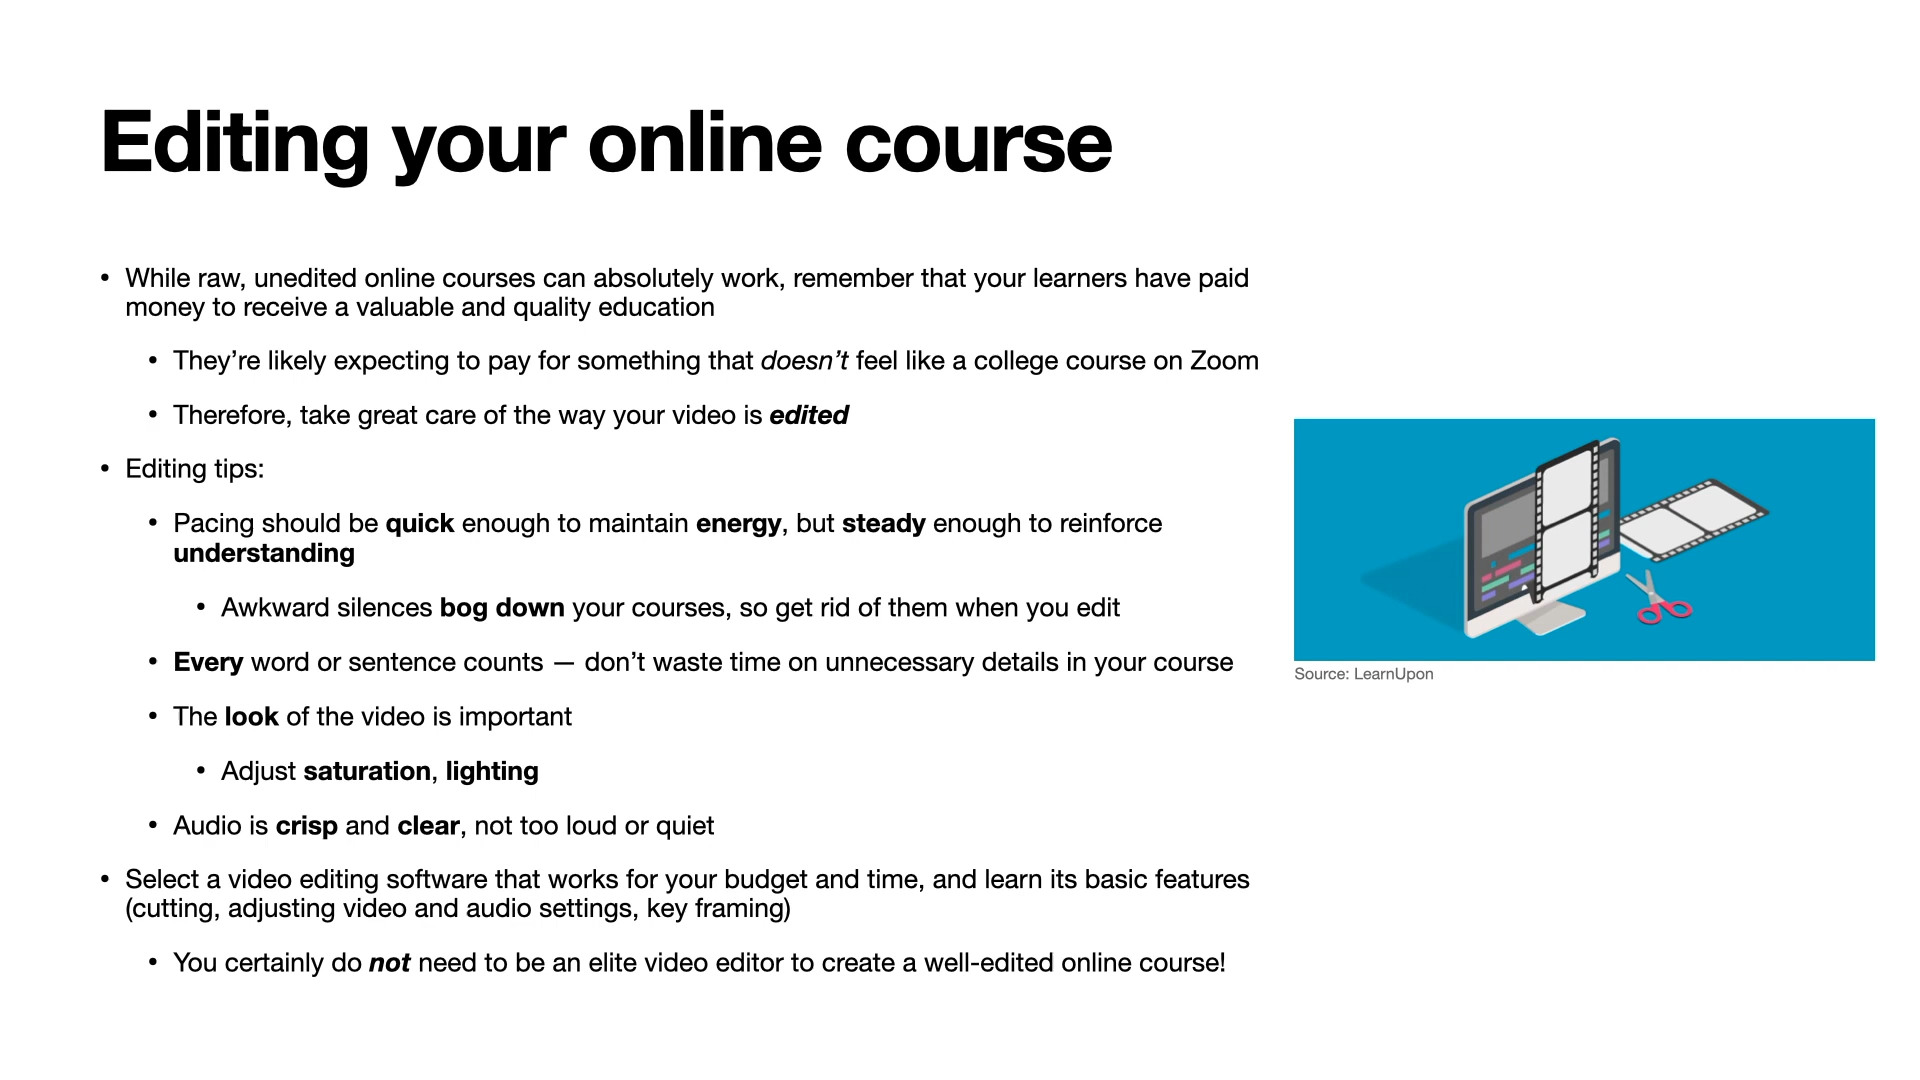 Editing your online course
• While raw, unedited online courses can absolutely work, remember that your learners have paid
money to receive a valuable and quality education
• They’re likely expecting to pay for something that doesn’t feel like a college course on Zoom
• Therefore, take great care of the way your video is edited
• Editing tips:
• Pacing should be quick enough to maintain energy, but steady enough to reinforce
understanding
• Awkward silences bog down your courses, so get rid of them when you edit
• Every word or sentence counts — don’t waste time on unnecessary details in your course
• The look of the video is important
• Adjust saturation, lighting
• Audio is crisp and clear, not too loud or quiet
• Select a video editing software that works for your budget and time, and learn its basic features
(cutting, adjusting video and audio settings, key framing)
• You certainly do not need to be an elite video editor to create a well-edited online course!
Source: LearnUpon